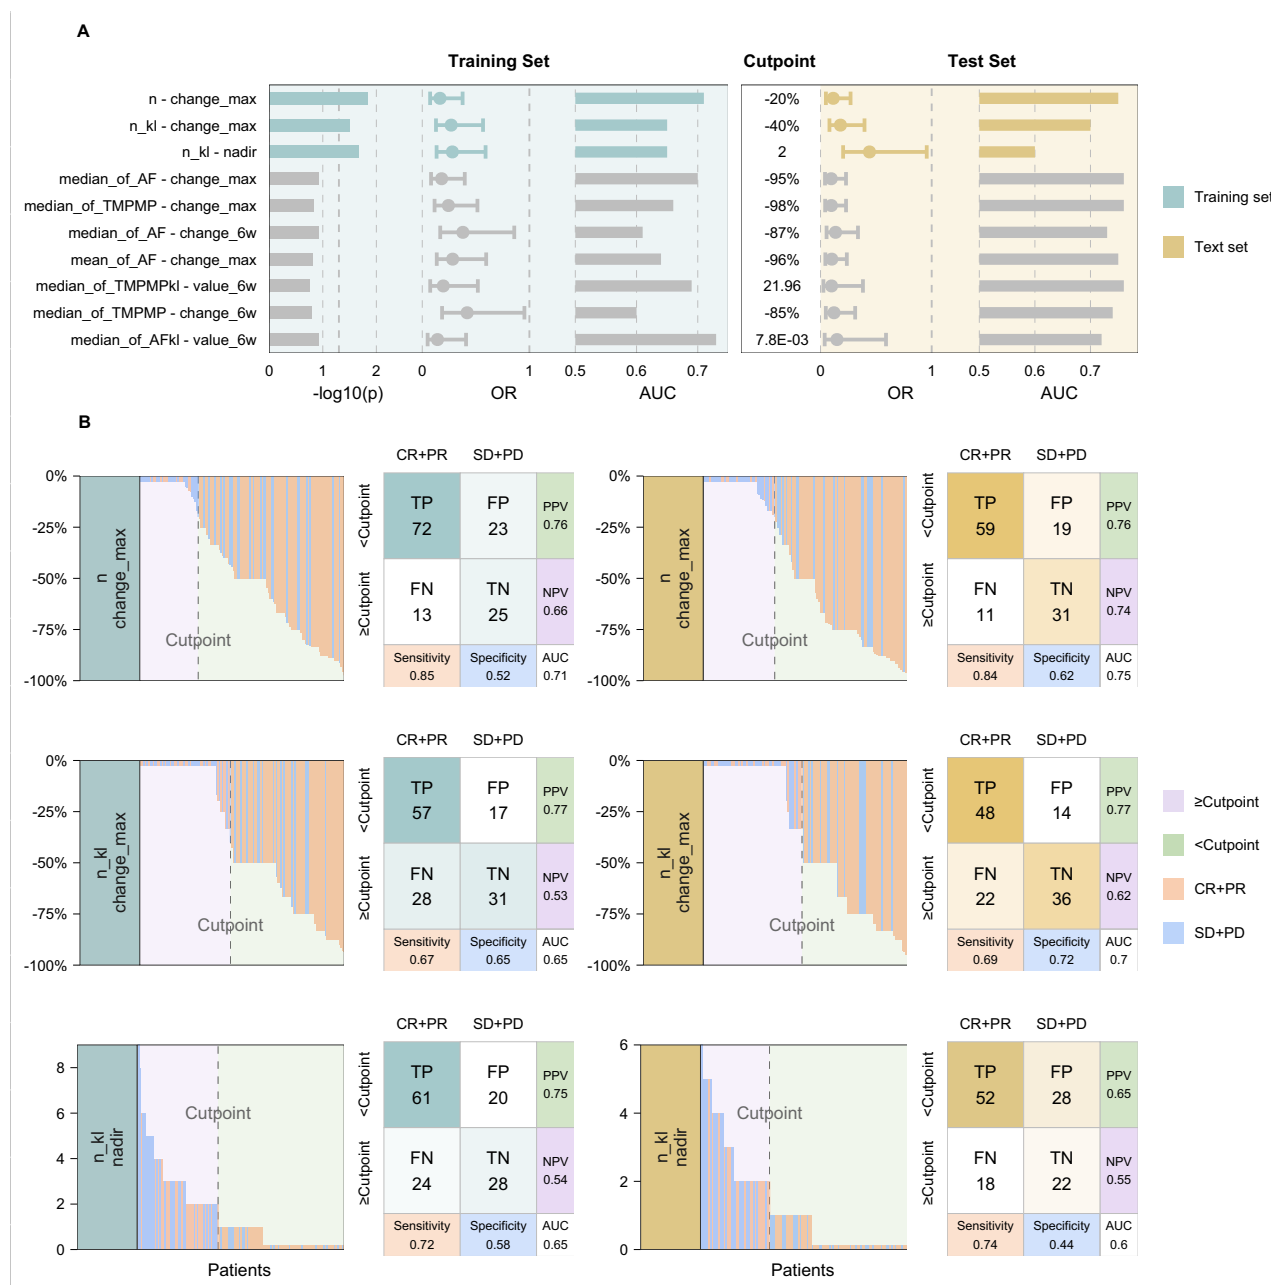 A
Training Set
Cutpoint
Test Set
n - change_max
-20%
n_kl - change_max
-40%
n_kl - nadir
2
median_of_AF - change_max
-95%
median_of_TMPMP - change_max
-98%
median_of_AF - change_6w
-87%
mean_of_AF - change_max
-96%
median_of_TMPMPkl - value_6w
21.96
median_of_TMPMP - change_6w
-85%
median_of_AFkl - value_6w
7.8E-03
0 1 2
0 1
0.5 0.6 0.7
0 1
0.5 0.6 0.7
-log10(p)
OR
AUC
OR
AUC
Training set
Text set
B
0%
-25%
-50%
-75%
-100%
n
change_max
Cutpoint
CR+PR SD+PD
<Cutpoint
≥Cutpoint
TP
72
FP
23
PPV
0.76
FN
13
TN
25
NPV
0.66
Sensitivity
0.85
Specificity
0.52
AUC
0.71
0%
-25%
-50%
-75%
-100%
n
change_max
Cutpoint
CR+PR SD+PD
<Cutpoint
≥Cutpoint
TP
59
FP
19
PPV
0.76
FN
11
TN
31
NPV
0.74
Sensitivity
0.84
Specificity
0.62
AUC
0.75
0%
-25%
-50%
-75%
-100%
n_kl
change_max
Cutpoint
CR+PR SD+PD
<Cutpoint
≥Cutpoint
TP
57
FP
17
PPV
0.77
FN
28
TN
31
NPV
0.53
Sensitivity
0.67
Specificity
0.65
AUC
0.65
0%
-25%
-50%
-75%
-100%
n_kl
change_max
Cutpoint
CR+PR SD+PD
<Cutpoint
≥Cutpoint
TP
48
FP
14
PPV
0.77
FN
22
TN
36
NPV
0.62
Sensitivity
0.69
Specificity
0.72
AUC
0.7
≥Cutpoint
<Cutpoint
CR+PR
SD+PD
8
6
4
2
0
n_kl
nadir
Cutpoint
Patients
CR+PR SD+PD
<Cutpoint
≥Cutpoint
TP
61
FP
20
PPV
0.75
FN
24
TN
28
NPV
0.54
Sensitivity
0.72
Specificity
0.58
AUC
0.65
6
4
2
0
n_kl
nadir
Cutpoint
Patients
CR+PR SD+PD
<Cutpoint
≥Cutpoint
TP
52
FP
28
PPV
0.65
FN
18
TN
22
NPV
0.55
Sensitivity
0.74
Specificity
0.44
AUC
0.6